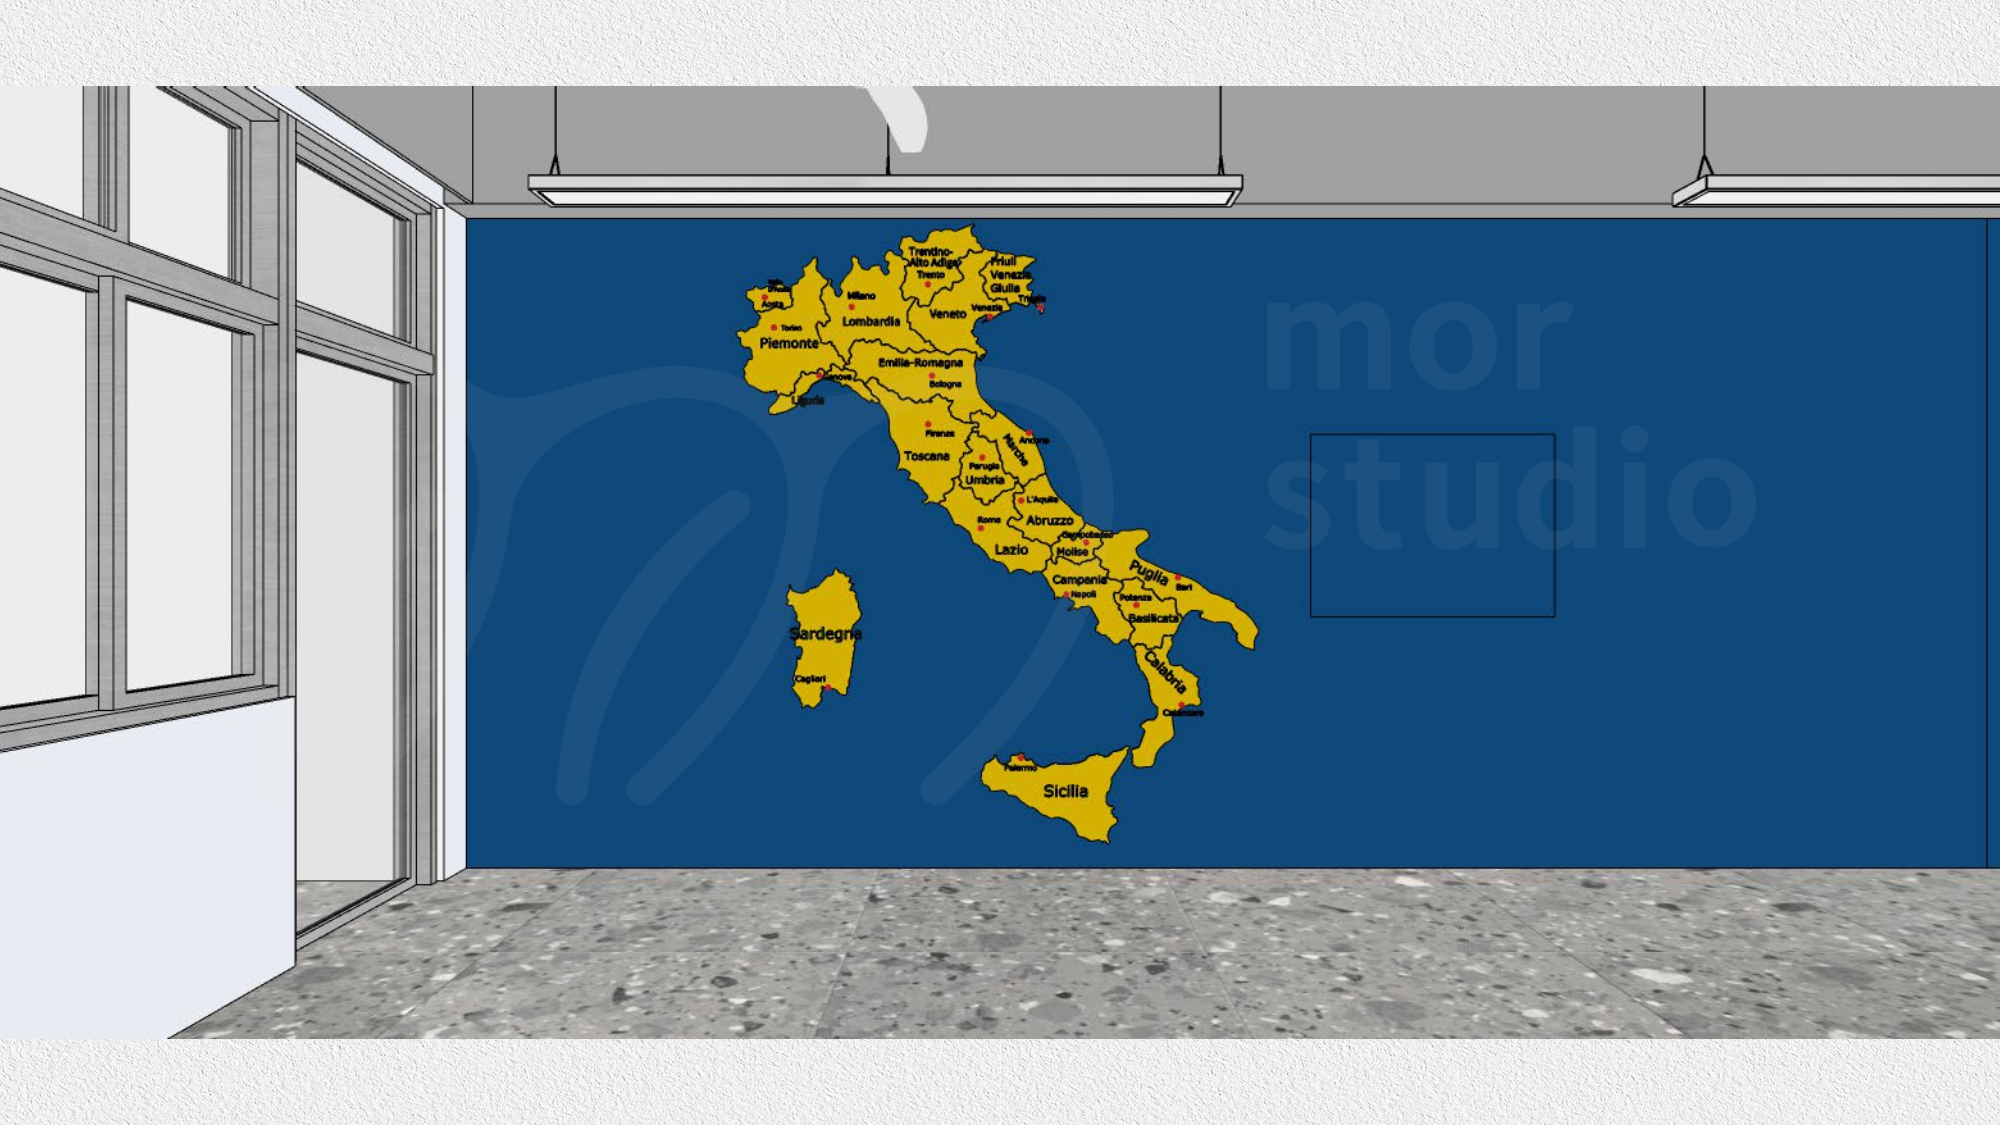 Trentino-
Alto Adige
Trento
Friuli
Venezia
Giulia
Trieste
Aosta
Milano
Lombardia
Veneto
Venezia
Torino
Piemonte
Emilia-Romagna
Bologna
Genova
Liguria
Firenze
Toscana
Ancona
Marche
Perugia
Umbria
L'Aquila
Abruzzo
Roma
Lazio
Campobasso
Molise
Campania
Napoli
Puglia
Bari
Potenza
Basilicata
Sardegna
Cagliari
Calabria
Catanzaro
Palermo
Sicilia
mor
studio